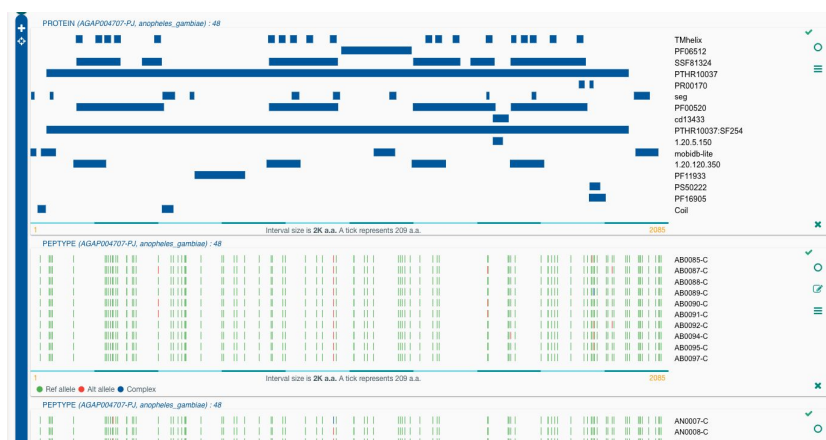 PROTEIN (AGAP004707-PJ, anopheles_gambiae) : 48
TMhelix
PF06512
SSF81324
PTHR10037
PR00170
seg
PF00520
cd13433
PTHR10037:SF254
1.20.5.150
mobidb-lite
1.20.120.350
PF11933
PS50222
PF16905
Coil
1 Interval size is 2K a.a. A tick represents 209 a.a. 2085
PEPTYPE (AGAP004707-PJ, anopheles_gambiae) : 48
AB0085-C
AB0087-C
AB0088-C
AB0089-C
AB0090-C
AB0091-C
AB0092-C
AB0094-C
AB0095-C
AB0097-C
1 Interval size is 2K a.a. A tick represents 209 a.a. 2085
Ref allele Alt allele Complex
PEPTYPE (AGAP004707-PJ, anopheles_gambiae) : 48
AN0007-C
AN0008-C